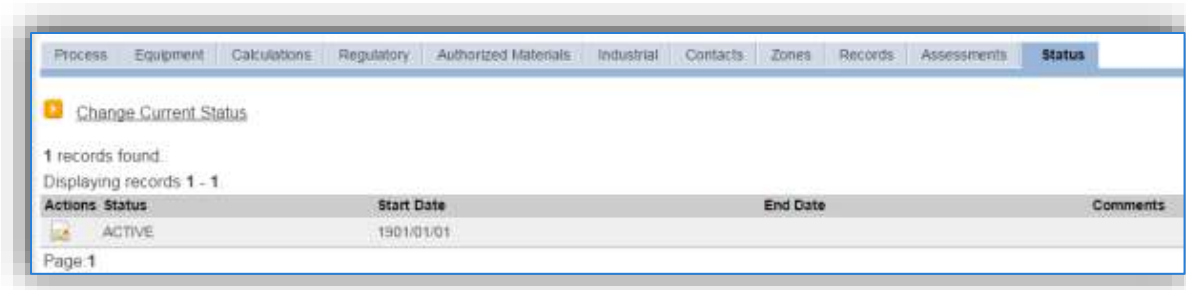 Process Equipment Calculations Regulatory Authorized Materials Industrial Contacts Zones Records Assessments Status
Change Current Status
1 records found.
Displaying records 1 - 1
Actions Status Start Date End Date Comments
ACTIVE 1901/01/01
Page:1